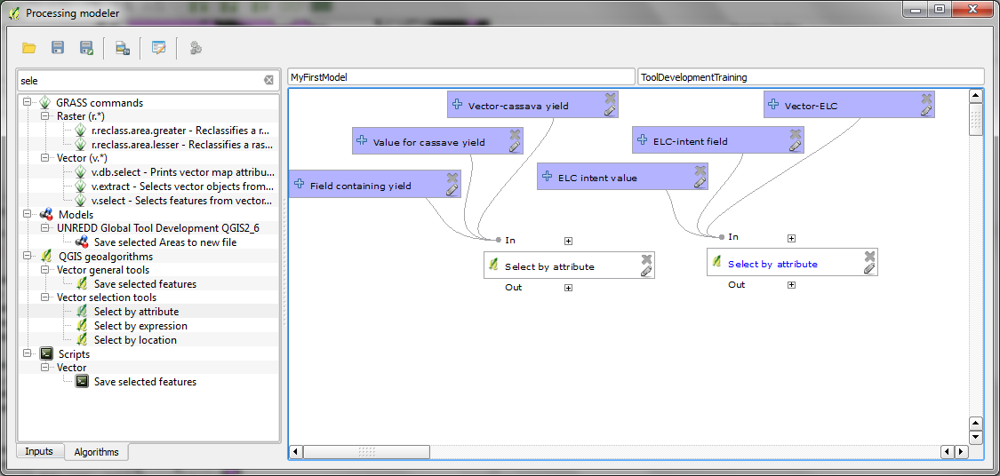 Processing modeler
sele
MyFirstModel
ToolDevelopmentTraining
GRASS commands
Raster (r.*)
r.reclass.area.greater - Reclassifies a r...
r.reclass.area.lesser - Reclassifies a ras...
Vector (v.*)
v.db.select - Prints vector map attribu...
v.extract - Selects vector objects from...
v.select - Selects features from vector...
Models
UNREDD Global Tool Development QGIS2_6
Save selected Areas to new file
QGIS geoalgorithms
Vector general tools
Save selected features
Vector selection tools
Select by attribute
Select by expression
Select by location
Scripts
Vector
Save selected features
Inputs
Algorithms
Vector-cassava yield
Value for cassave yield
Field containing yield
In
Select by attribute
Out
Vector-ELC
ELC-intent field
ELC intent value
In
Select by attribute
Out